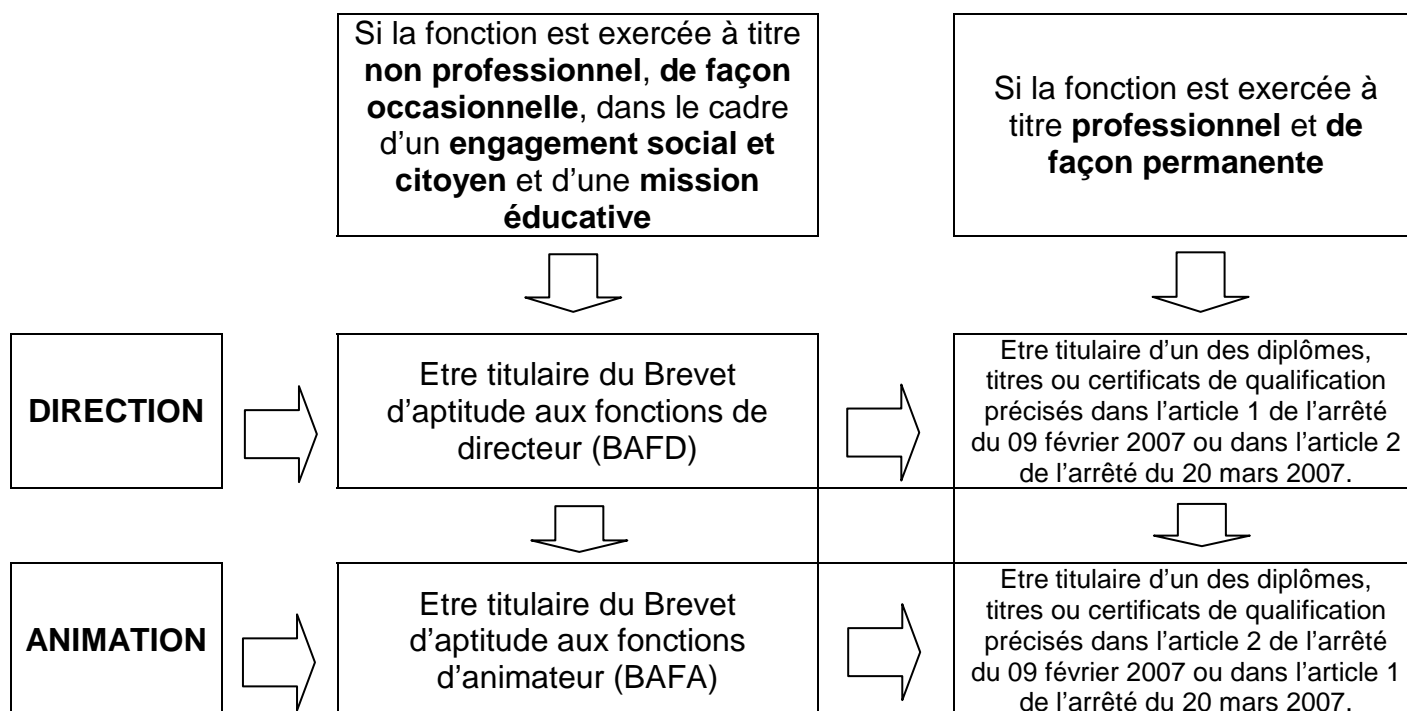 Si la fonction est exercée à titre
non professionnel, de façon
occasionnelle, dans le cadre
d'un engagement social et
citoyen et d'une mission
éducative
Si la fonction est exercée à
titre professionnel et de
façon permanente
DIRECTION
Etre titulaire du Brevet
d'aptitude aux fonctions de
directeur (BAFD)
Etre titulaire d'un des diplômes,
titres ou certificats de qualification
précisés dans l'article 1 de l'arrêté
du 09 février 2007 ou dans l'article 2
de l'arrêté du 20 mars 2007.
ANIMATION
Etre titulaire du Brevet
d'aptitude aux fonctions
d'animateur (BAFA)
Etre titulaire d'un des diplômes,
titres ou certificats de qualification
précisés dans l'article 2 de l'arrêté
du 09 février 2007 ou dans l'article 1
de l'arrêté du 20 mars 2007.